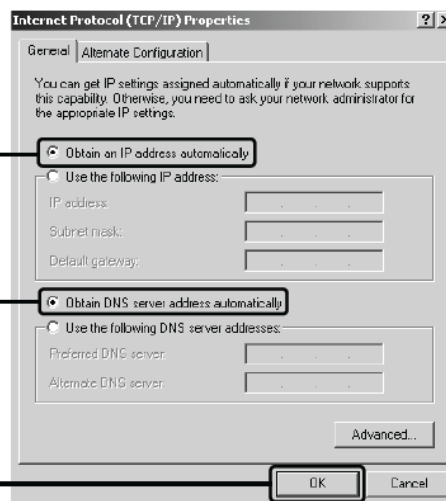 Internet Protocol (TCP/IP) Properties
General
Alternate Configuration
You can get IP settings assigned automatically if your network supports
this capability. Otherwise, you need to ask your network administrator for
the appropriate IP settings.
Obtain an IP address automatically
Use the following IP address:
IP address:
Subnet mask:
Default gateway:
Obtain DNS server address automatically
Use the following DNS server addresses:
Preferred DNS server:
Alternate DNS server:
Advanced...
OK
Cancel